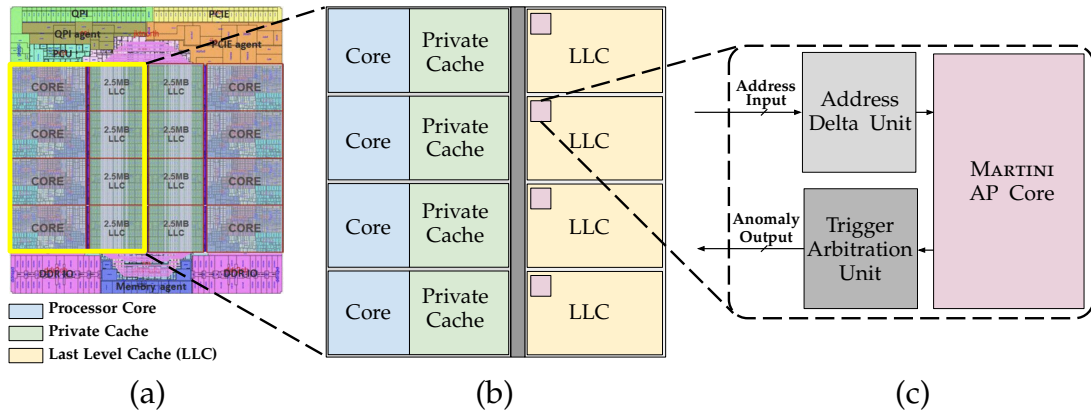 QPI
PCIE
QPI agent
PCIE agent
PCU
CORE
2.5MB
LLC
2.5MB
LLC
CORE
CORE
2.5MB
LLC
2.5MB
LLC
CORE
CORE
2.5MB
LLC
2.5MB
LLC
CORE
CORE
2.5MB
LLC
2.5MB
LLC
CORE
DDR IO
DDR IO
Memory agent
Processor Core
Private Cache
Last Level Cache (LLC)
(a)
Core
Private
Cache
LLC
Core
Private
Cache
LLC
Core
Private
Cache
LLC
Core
Private
Cache
LLC
(b)
Address
Input
Address
Delta Unit
MARTINI
AP Core
Anomaly
Output
Trigger
Arbitration
Unit
(c)